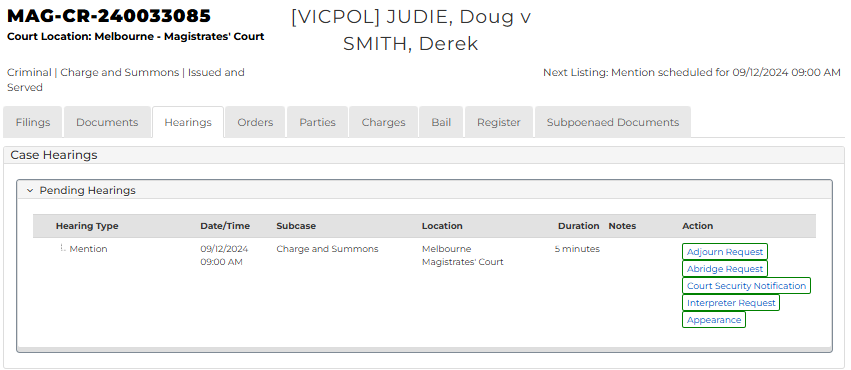 MAG-CR-240033085
Court Location: Melbourne - Magistrates' Court
[VICPOL] JUDIE, Doug v
SMITH, Derek
Criminal | Charge and Summons | Issued and
Served
Next Listing: Mention scheduled for 09/12/2024 09:00 AM
Filings Documents Hearings Orders Parties Charges Bail Register Subpoenaed Documents
Case Hearings
Pending Hearings
Hearing Type Date/Time Subcase Location Duration Notes Action
Mention 09/12/2024 Charge and Summons Melbourne 5 minutes Adjourn Request
09:00 AM Magistrates' Court
Abridge Request
Court Security Notification
Interpreter Request
Appearance